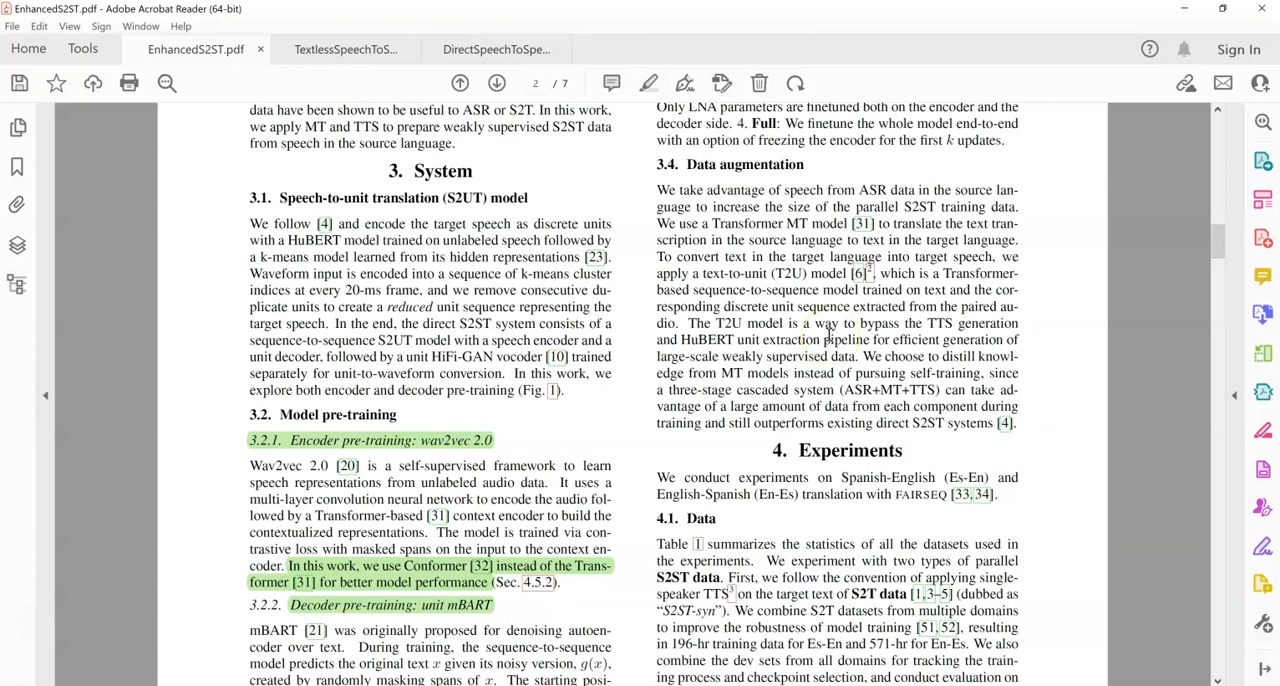 EnhancedS2ST.pdf - Adobe Acrobat Reader (64-bit)
File Edit View Sign Window Help
Home Tools EnhancedS2ST.pdf × TextlessSpeechToS... DirectSpeechToSpe... Sign In
2 / 7
data have been shown to be useful to ASR or S2T. In this work,
we apply MT and TTS to prepare weakly supervised S2ST data
from speech in the source language.
3. System
3.1. Speech-to-unit translation (S2UT) model
We follow [4] and encode the target speech as discrete units
with a HuBERT model trained on unlabeled speech followed by
a k-means model learned from its hidden representations [23].
Waveform input is encoded into a sequence of k-means cluster
indices at every 20-ms frame, and we remove consecutive du-
plicate units to create a reduced unit sequence representing the
target speech. In the end, the direct S2ST system consists of a
sequence-to-sequence S2UT model with a speech encoder and a
unit decoder, followed by a unit HiFi-GAN vocoder [10] trained
separately for unit-to-waveform conversion. In this work, we
explore both encoder and decoder pre-training (Fig. 1).
3.2. Model pre-training
3.2.1. Encoder pre-training: wav2vec 2.0
Wav2vec 2.0 [20] is a self-supervised framework to learn
speech representations from unlabeled audio data. It uses a
multi-layer convolution neural network to encode the audio fol-
lowed by a Transformer-based [31] context encoder to build the
contextualized representations. The model is trained via con-
trastive loss with masked spans on the input to the context en-
coder. In this work, we use Conformer [32] instead of the Trans-
former [31] for better model performance (Sec. 4.5.2).
3.2.2. Decoder pre-training: unit mBART
mBART [21] was originally proposed for denoising autoen-
coder over text. During training, the sequence-to-sequence
model predicts the original text x given its noisy version, g(x),
created by randomly masking spans of x. The starting posi-
Only LNA parameters are finetuned both on the encoder and the
decoder side. 4. Full: We finetune the whole model end-to-end
with an option of freezing the encoder for the first k updates.
3.4. Data augmentation
We take advantage of speech from ASR data in the source lan-
guage to increase the size of the parallel S2ST training data.
We use a Transformer MT model [31] to translate the text tran-
scription in the source language to text in the target language.
To convert text in the target language into target speech, we
apply a text-to-unit (T2U) model [6]2, which is a Transformer-
based sequence-to-sequence model trained on text and the cor-
responding discrete unit sequence extracted from the paired au-
dio. The T2U model is a way to bypass the TTS generation
and HuBERT unit extraction pipeline for efficient generation of
large-scale weakly supervised data. We choose to distill knowl-
edge from MT models instead of pursuing self-training, since
a three-stage cascaded system (ASR+MT+TTS) can take ad-
vantage of a large amount of data from each component during
training and still outperforms existing direct S2ST systems [4].
4. Experiments
We conduct experiments on Spanish-English (Es-En) and
English-Spanish (En-Es) translation with FAIRSEQ [33,34].
4.1. Data
Table 1 summarizes the statistics of all the datasets used in
the experiments. We experiment with two types of parallel
S2ST data. First, we follow the convention of applying single-
speaker TTS3 on the target text of S2T data [1,3–5] (dubbed as
“S2ST-syn”). We combine S2T datasets from multiple domains
to improve the robustness of model training [51,52], resulting
in 196-hr training data for Es-En and 571-hr for En-Es. We also
combine the dev sets from all domains for tracking the train-
ing process and checkpoint selection, and conduct evaluation on